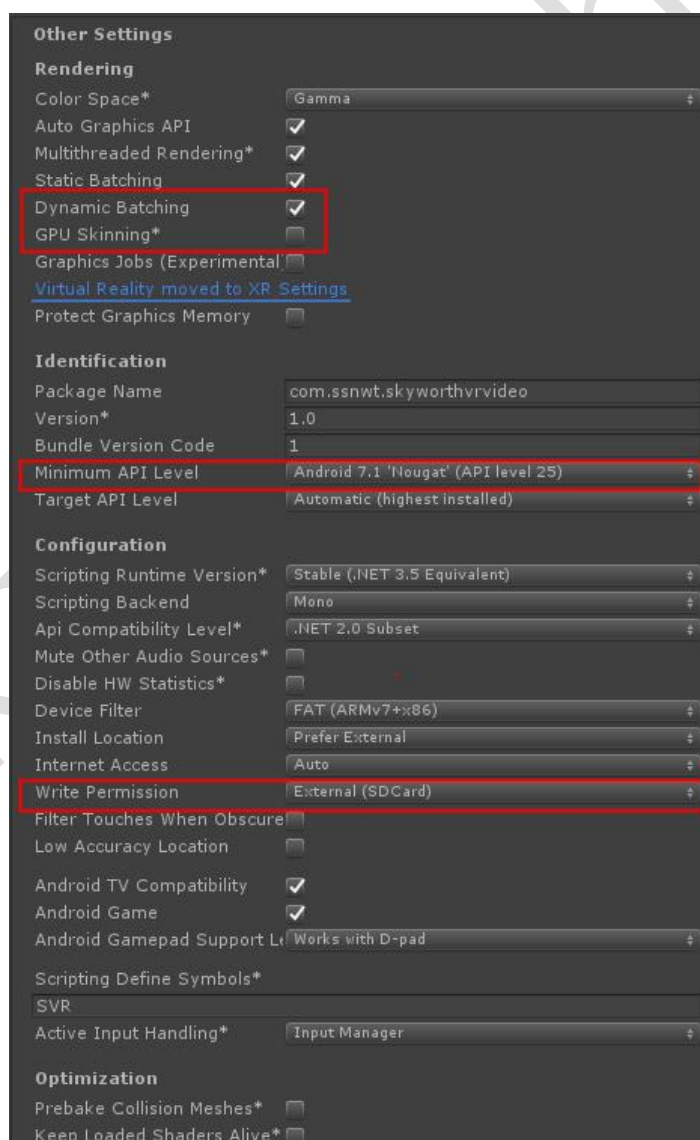 Other Settings
Rendering
Color Space* Gamma
Auto Graphics API
Multithreaded Rendering*
Static Batching
Dynamic Batching
GPU Skinning*
Graphics Jobs (Experimental)
Virtual Reality moved to XR Settings
Protect Graphics Memory
Identification
Package Name com.ssnwt.skyworthvrvideo
Version* 1.0
Bundle Version Code 1
Minimum API Level Android 7.1 'Nougat' (API level 25)
Target API Level Automatic (highest installed)
Configuration
Scripting Runtime Version* Stable (.NET 3.5 Equivalent)
Scripting Backend Mono
Api Compatibility Level* .NET 2.0 Subset
Mute Other Audio Sources*
Disable HW Statistics*
Device Filter FAT (ARMv7+x86)
Install Location Prefer External
Internet Access Auto
Write Permission External (SDCard)
Filter Touches When Obscure
Low Accuracy Location
Android TV Compatibility
Android Game
Android Gamepad Support Le Works with D-pad
Scripting Define Symbols*
SVR
Active Input Handling* Input Manager
Optimization
Prebake Collision Meshes*
Keep Loaded Shaders Alive*